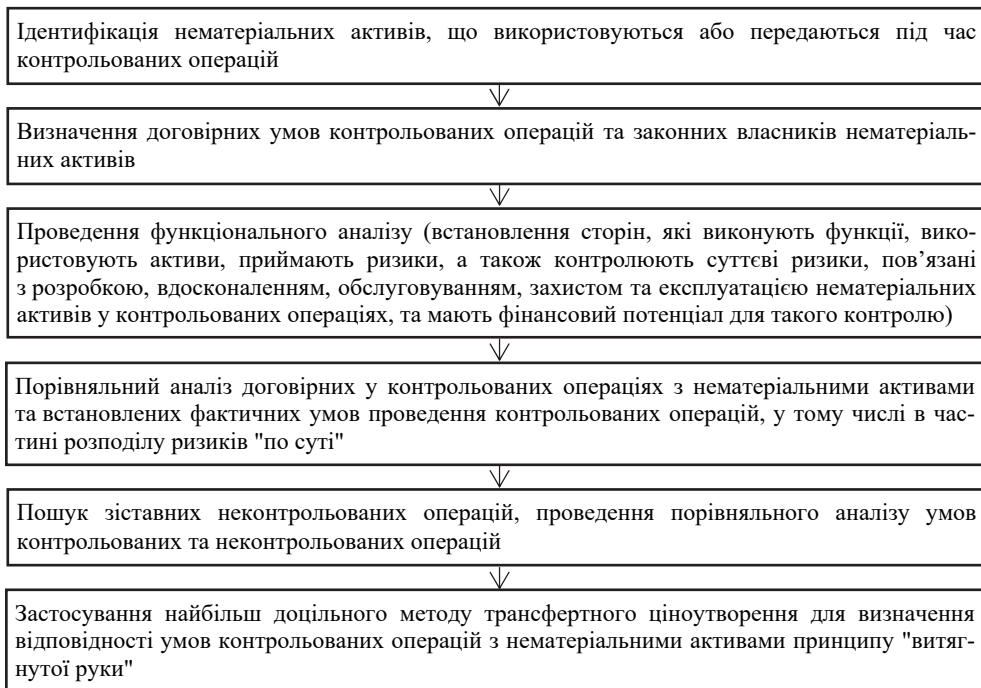 Ідентифікація нематеріальних активів, що використовуються або передаються під час
контрольованих операцій
Визначення договірних умов контрольованих операцій та законних власників нематеріаль-
них активів
Проведення функціонального аналізу (встановлення сторін, які виконують функції, вико-
ристовують активи, приймають ризики, а також контролюють суттєві ризики, пов’язані
з розробкою, вдосконаленням, обслуговуванням, захистом та експлуатацією нематеріальних
активів у контрольованих операціях, та мають фінансовий потенціал для такого контролю)
Порівняльний аналіз договірних у контрольованих операціях з нематеріальними активами
та встановлених фактичних умов проведення контрольованих операцій, у тому числі в час-
тині розподілу ризиків "по суті"
Пошук зіставних неконтрольованих операцій, проведення порівняльного аналізу умов
контрольованих та неконтрольованих операцій
Застосування найбільш доцільного методу трансфертного ціноутворення для визначення
відповідності умов контрольованих операцій з нематеріальними активами принципу "витяг-
нутої руки"